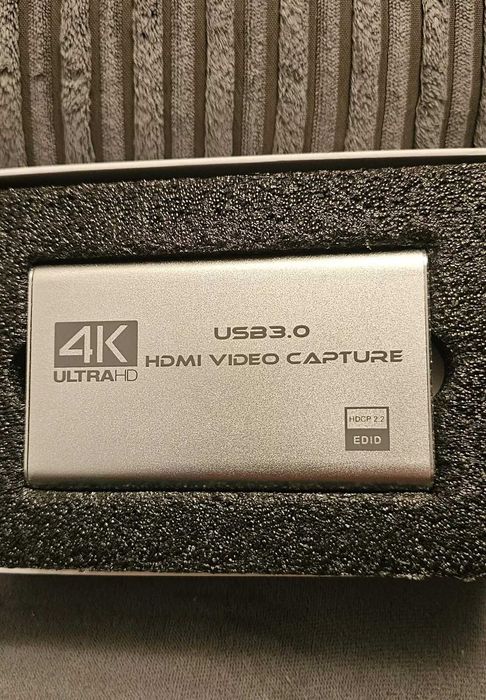 4K
ULTRAHD
USB3.0
HDMI VIDEO CAPTURE
HDCP 2.2
EDID